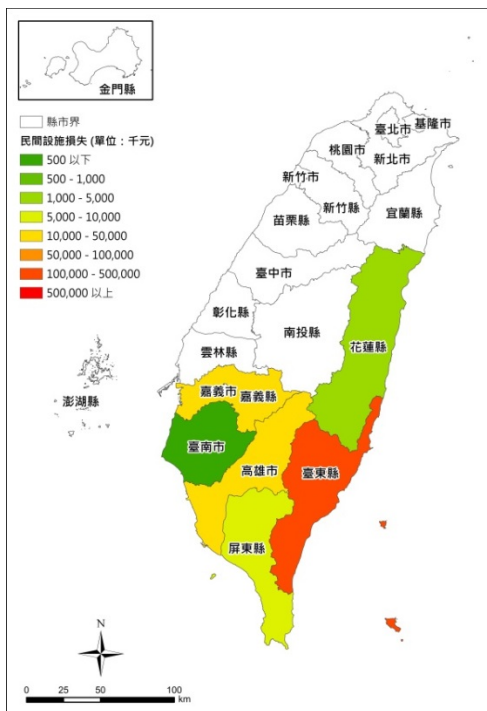 金門縣
縣市界
民間設施損失 (單位：千元)
500 以下
500 - 1,000
1,000 - 5,000
5,000 - 10,000
10,000 - 50,000
50,000 - 100,000
100,000 - 500,000
500,000 以上
基隆市
臺北市
桃園市
新北市
新竹市
新竹縣
宜蘭縣
苗栗縣
臺中市
彰化縣
南投縣
花蓮縣
雲林縣
澎湖縣
嘉義市
嘉義縣
臺南市
高雄市
臺東縣
屏東縣
N
0 25 50 100
km